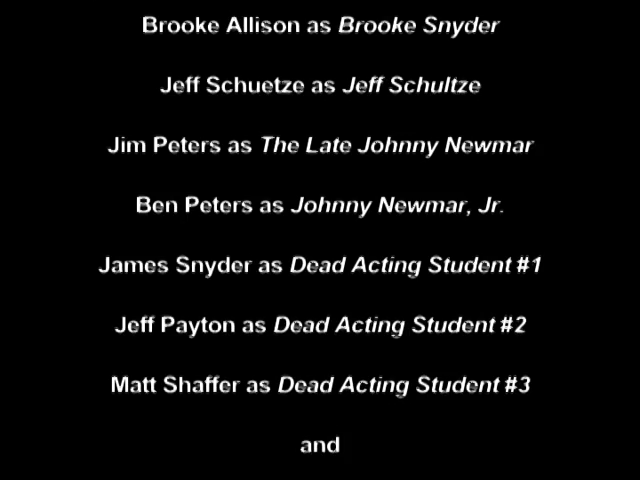 Brooke Allison as Brooke Snyder
Jeff Schuetze as Jeff Schultze
Jim Peters as The Late Johnny Newmar
Ben Peters as Johnny Newmar, Jr.
James Snyder as Dead Acting Student #1
Jeff Payton as Dead Acting Student #2
Matt Shaffer as Dead Acting Student #3
and